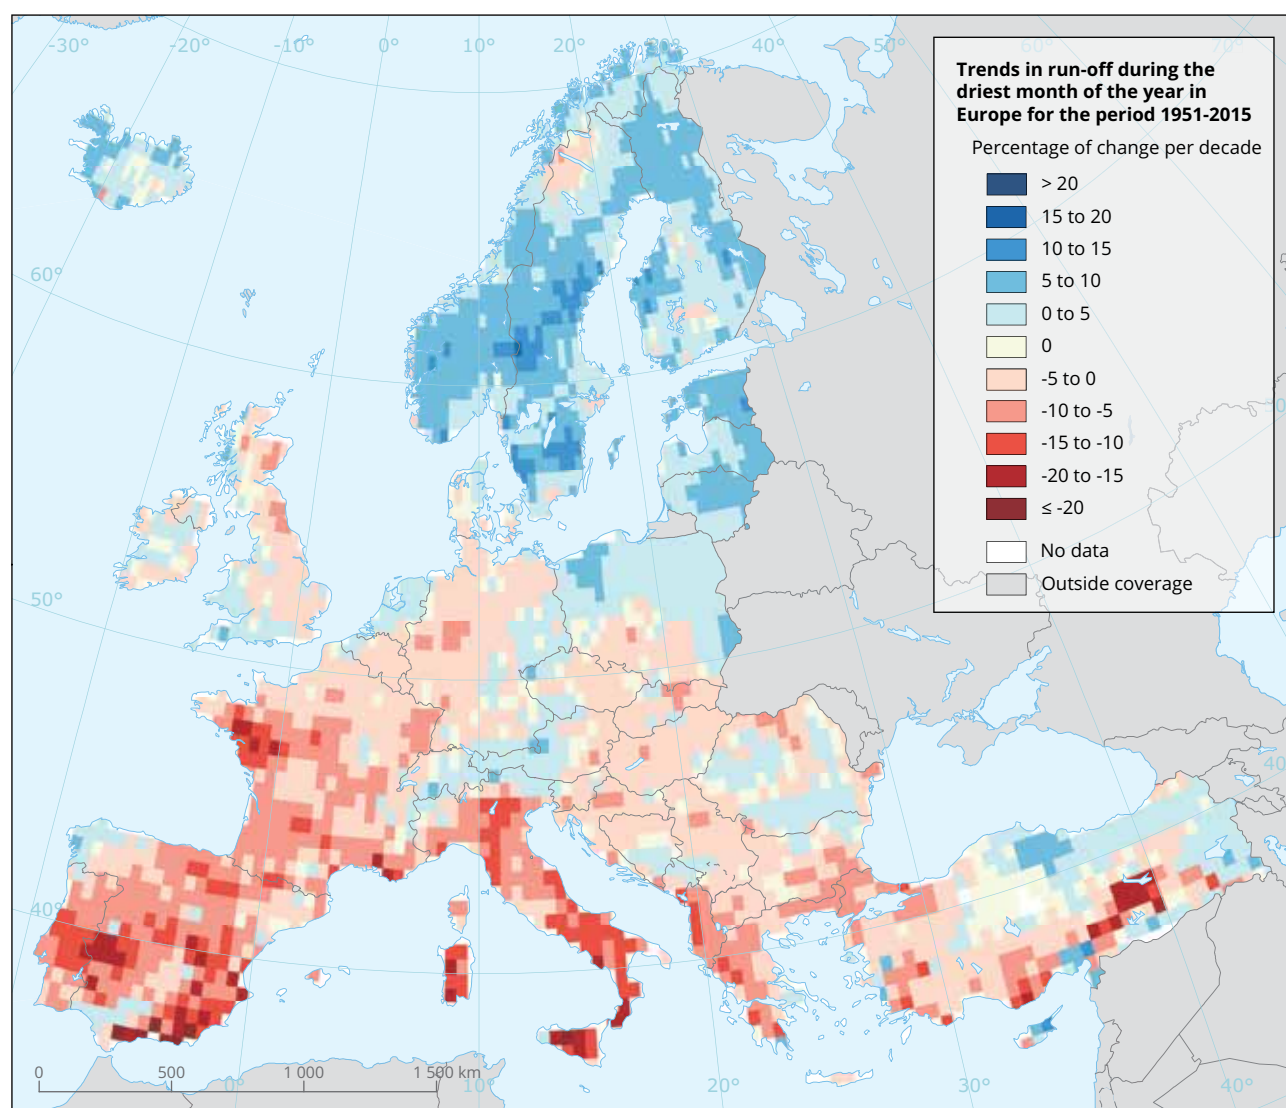 -30°
-20°
-10°
0°
10°
20°
30°
40°
50°
60°
70°
60°
50°
40°
40°
Trends in run-off during the
driest month of the year in
Europe for the period 1951-2015
Percentage of change per decade
> 20
15 to 20
10 to 15
5 to 10
0 to 5
0
-5 to 0
-10 to -5
-15 to -10
-20 to -15
≤ -20
No data
Outside coverage
0
500
1 000
1 500 km
0°
10°
20°
30°
40°